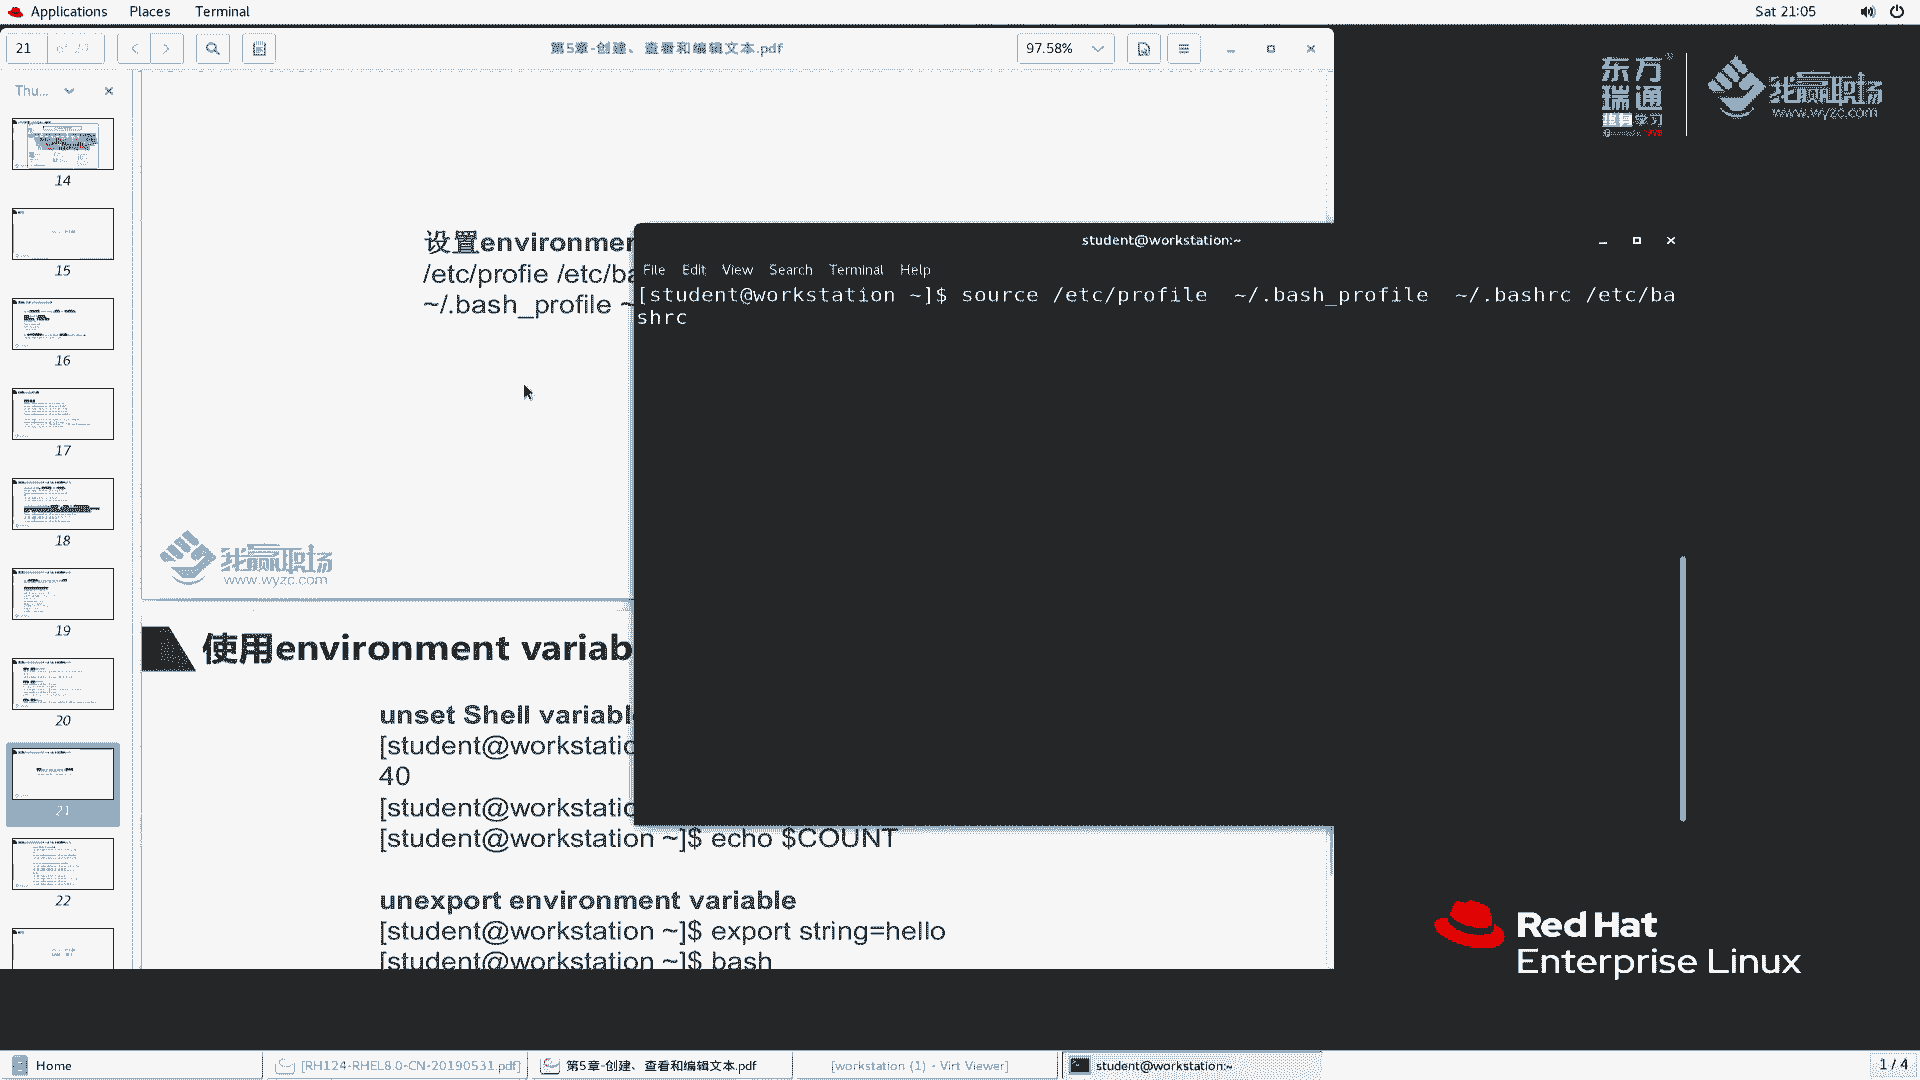 Applications Places Terminal
Sat 21:05
21 of 27
第5章-创建、查看和编辑文本.pdf
97.58%
Thu...
14
15
16
17
18
19
20
21
22
设置environmen
/etc/profie /etc/ba
~/.bash_profile ~
我赢职场
www.wyzc.com
使用environment variab
unset Shell variabl
[student@workstatio
40
[student@workstatio
[student@workstation ~]$ echo $COUNT
unexport environment variable
[student@workstation ~]$ export string=hello
[student@workstation ~]$ bash
student@workstation:~
File Edit View Search Terminal Help
[student@workstation ~]$ source /etc/profile  ~/.bash_profile  ~/.bashrc /etc/ba
shrc
东方
瑞通
终身学习
我赢职场
www.wyzc.com
Red Hat
Enterprise Linux
Home
[RH124-RHEL8.0-CN-20190531.pdf]
第5章-创建、查看和编辑文本.pdf
[workstation (1) - Virt Viewer]
student@workstation:~
1 / 4